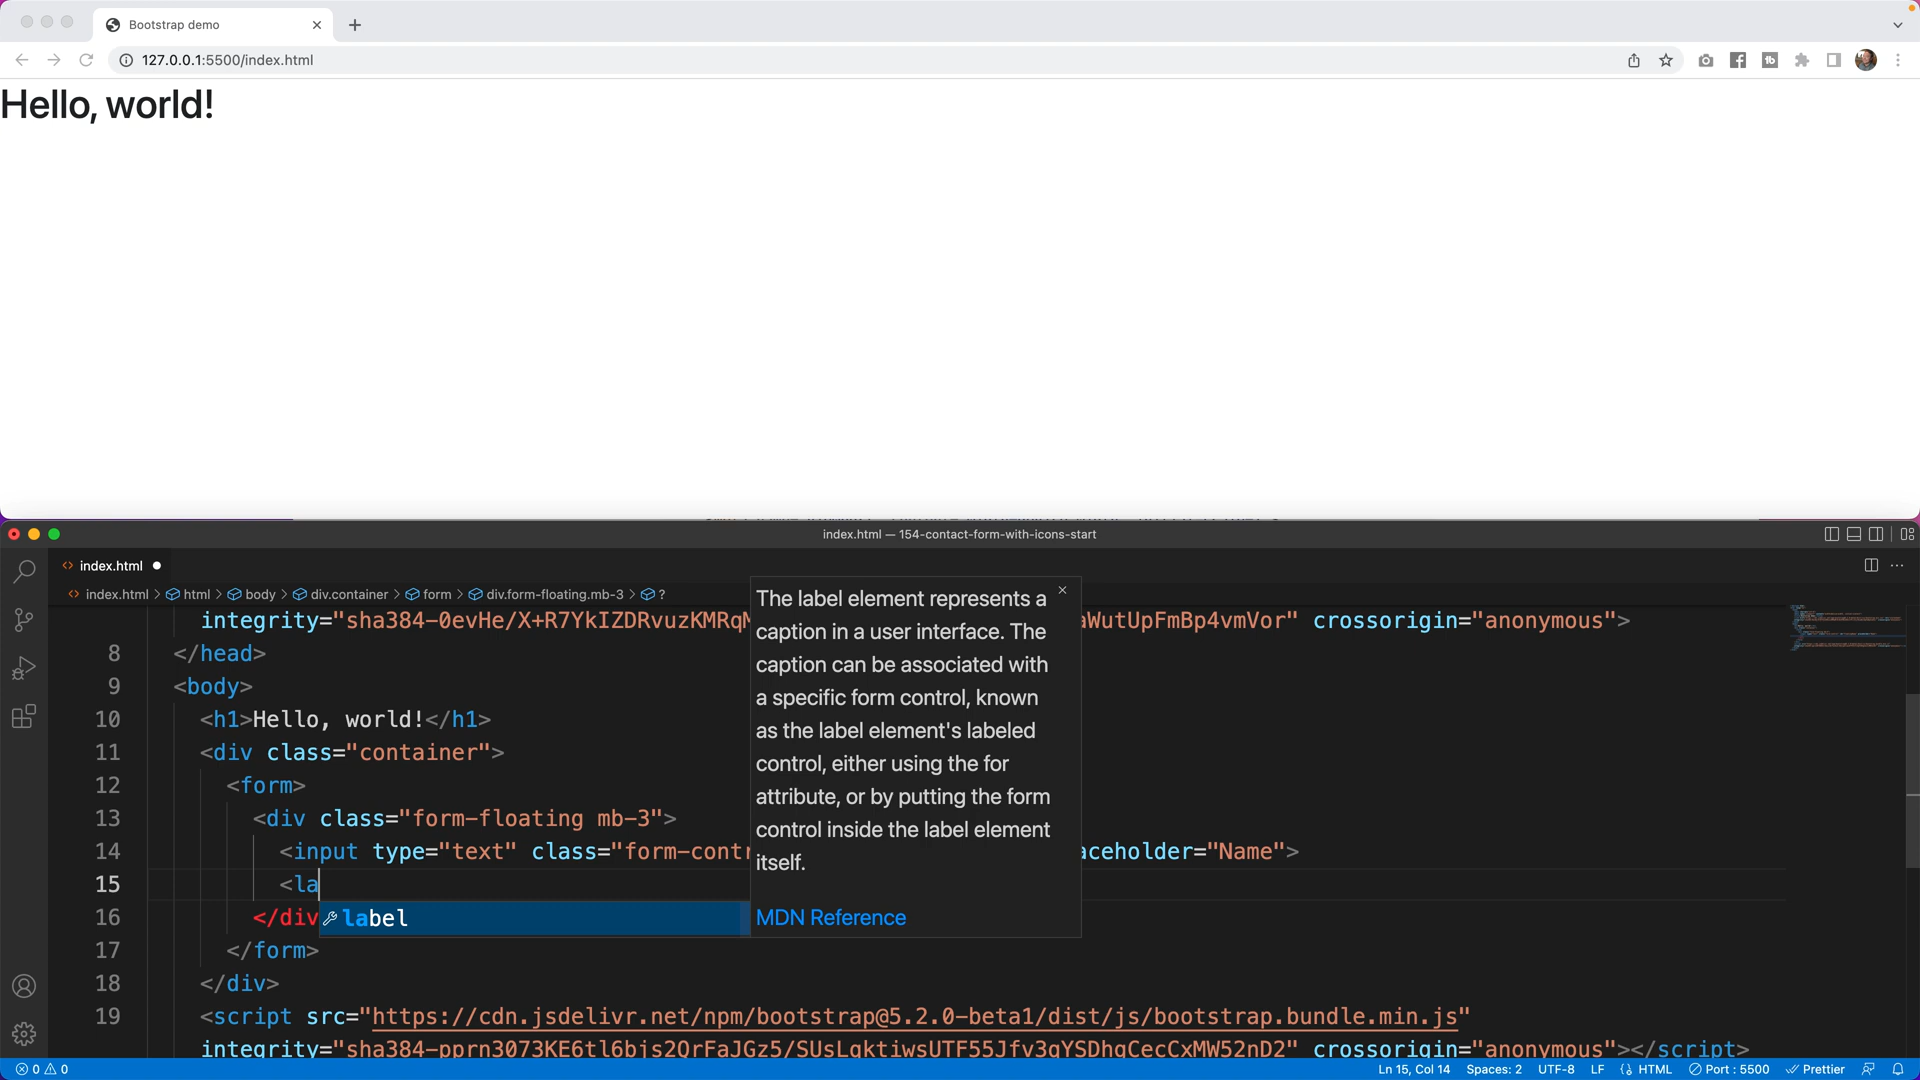 Bootstrap demo
127.0.0.1:5500/index.html
Hello, world!
index.html — 154-contact-form-with-icons-start
index.html
index.html > html > body > div.container > form > div.form-floating.mb-3 > ?
integrity="sha384-0evHe/X+R7YkIZDRvuzKMRqM aWutUpFmBp4vmVor" crossorigin="anonymous">
8 </head>
9 <body>
10 <h1>Hello, world!</h1>
11 <div class="container">
12 <form>
13 <div class="form-floating mb-3">
14 <input type="text" class="form-contr aceholder="Name">
15 <la
16 </div
17 </form>
18 </div>
19 <script src="https://cdn.jsdelivr.net/npm/bootstrap@5.2.0-beta1/dist/js/bootstrap.bundle.min.js"
integrity="sha384-pprn3073KE6tl6bjs2QrFaJGz5/SUsLqktiwsUTF55Jfv3qYSDhgCecCxMW52nD2" crossorigin="anonymous"></script>
label
The label element represents a
caption in a user interface. The
caption can be associated with
a specific form control, known
as the label element's labeled
control, either using the for
attribute, or by putting the form
control inside the label element
itself.
MDN Reference
0 0
Ln 15, Col 14 Spaces: 2 UTF-8 LF HTML Port : 5500 Prettier